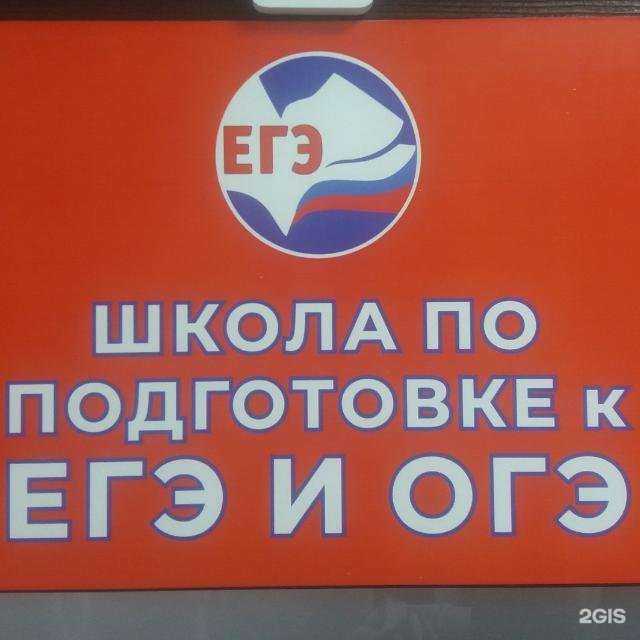 ЕГЭ
ШКОЛА ПО
ПОДГОТОВКЕ к
ЕГЭ И ОГЭ
2GIS